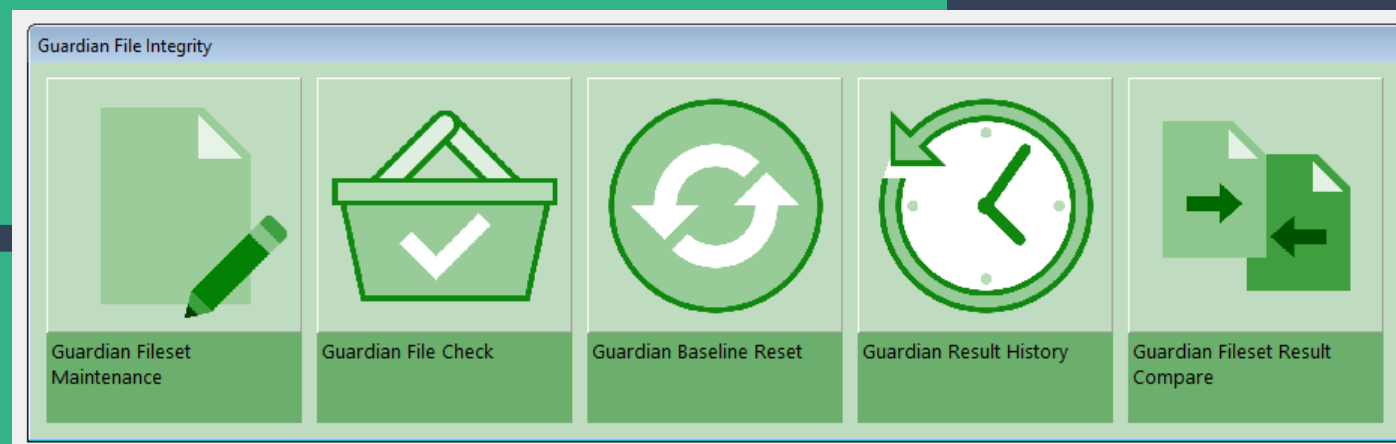 Guardian File Integrity
Guardian Fileset
Maintenance
Guardian File Check
Guardian Baseline Reset
Guardian Result History
Guardian Fileset Result
Compare